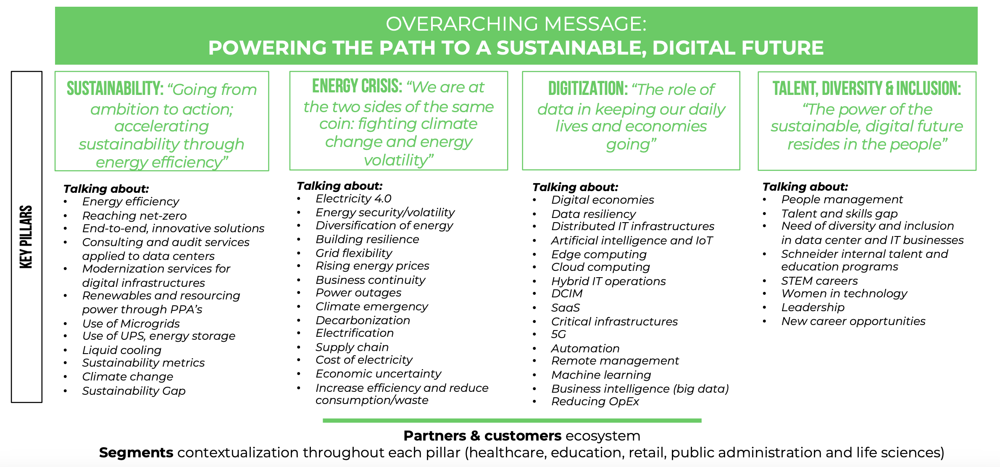 OVERARCHING MESSAGE:
POWERING THE PATH TO A SUSTAINABLE, DIGITAL FUTURE
KEY PILLARS
SUSTAINABILITY: “Going from
ambition to action;
accelerating
sustainability through
energy efficiency”
Talking about:
• Energy efficiency
• Reaching net-zero
• End-to-end, innovative solutions
• Consulting and audit services
applied to data centers
• Modernization services for
digital infrastructures
• Renewables and resourcing
power through PPA’s
• Use of Microgrids
• Use of UPS, energy storage
• Liquid cooling
• Sustainability metrics
• Climate change
• Sustainability Gap
ENERGY CRISIS: “We are at
the two sides of the same
coin: fighting climate
change and energy
volatility”
Talking about:
• Electricity 4.0
• Energy security/volatility
• Diversification of energy
• Building resilience
• Grid flexibility
• Rising energy prices
• Business continuity
• Power outages
• Climate emergency
• Decarbonization
• Electrification
• Supply chain
• Cost of electricity
• Economic uncertainty
• Increase efficiency and reduce
consumption/waste
DIGITIZATION: “The role of
data in keeping our daily
lives and economies
going”
Talking about:
• Digital economies
• Data resiliency
• Distributed IT infrastructures
• Artificial intelligence and IoT
• Edge computing
• Cloud computing
• Hybrid IT operations
• DCIM
• SaaS
• Critical infrastructures
• 5G
• Automation
• Remote management
• Machine learning
• Business intelligence (big data)
• Reducing OpEx
TALENT, DIVERSITY & INCLUSION:
“The power of the
sustainable, digital future
resides in the people”
Talking about:
• People management
• Talent and skills gap
• Need of diversity and inclusion
in data center and IT businesses
• Schneider internal talent and
education programs
• STEM careers
• Women in technology
• Leadership
• New career opportunities
Partners & customers ecosystem
Segments contextualization throughout each pillar (healthcare, education, retail, public administration and life sciences)